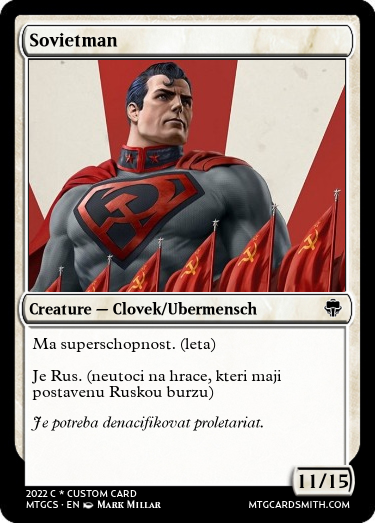 Sovietman
Creature — Clovek/Ubermensch
Ma superschopnost. (leta)
Je Rus. (neutoci na hrace, kteri maji
postavenu Ruskou burzu)
Je potreba denacifikovat proletariat.
11/15
2022 C * CUSTOM CARD
MTGCS · EN MARK MILLAR
MTGCARDSMITH.COM